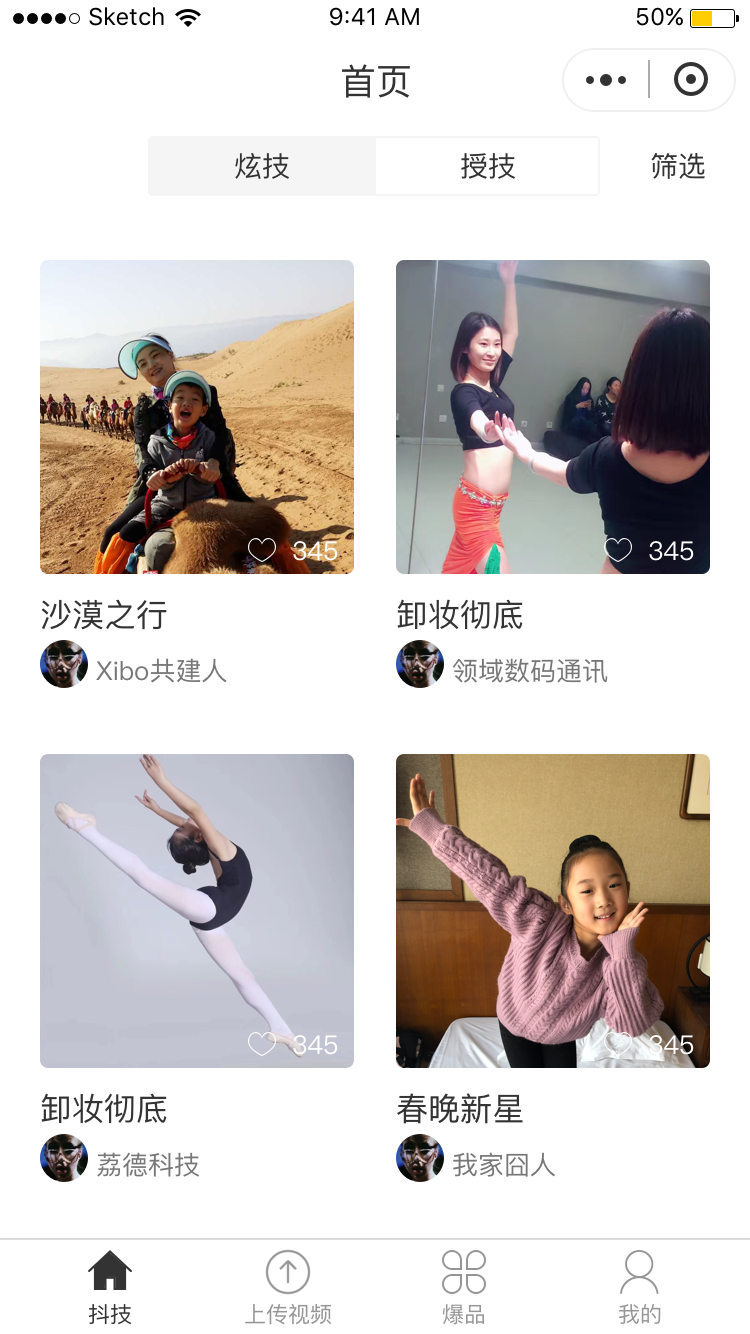 Sketch 9:41 AM 50%
首页
炫技 授技 筛选
345 345
沙漠之行 卸妆彻底
Xibo共建人 领域数码通讯
345 345
卸妆彻底 春晚新星
荔德科技 我家囧人
抖技 上传视频 爆品 我的